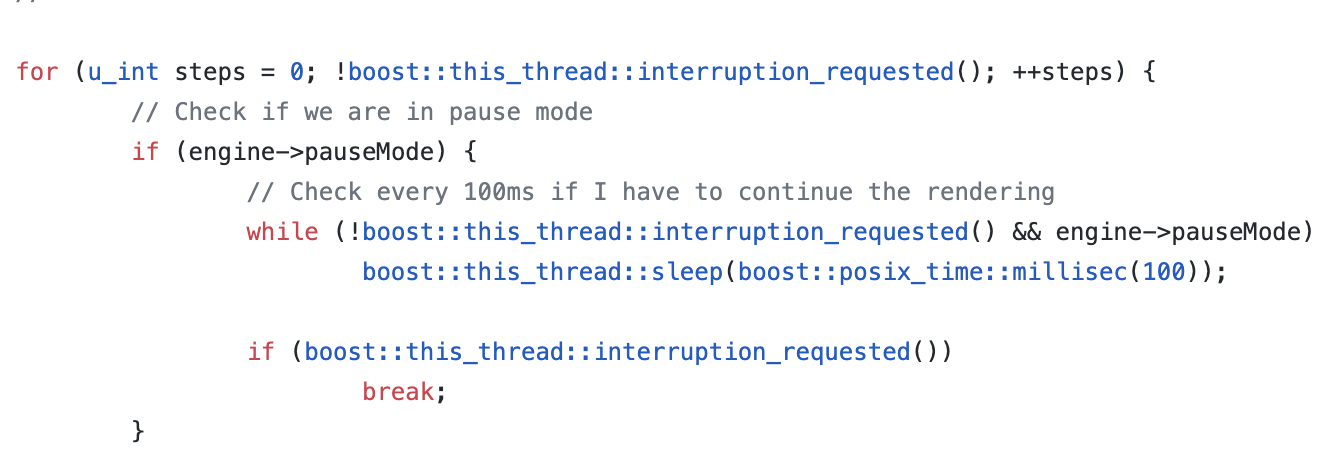 //
for (u_int steps = 0; !boost::this_thread::interruption_requested(); ++steps) {
// Check if we are in pause mode
if (engine->pauseMode) {
// Check every 100ms if I have to continue the rendering
while (!boost::this_thread::interruption_requested() && engine->pauseMode)
boost::this_thread::sleep(boost::posix_time::millisec(100));
if (boost::this_thread::interruption_requested())
break;
}